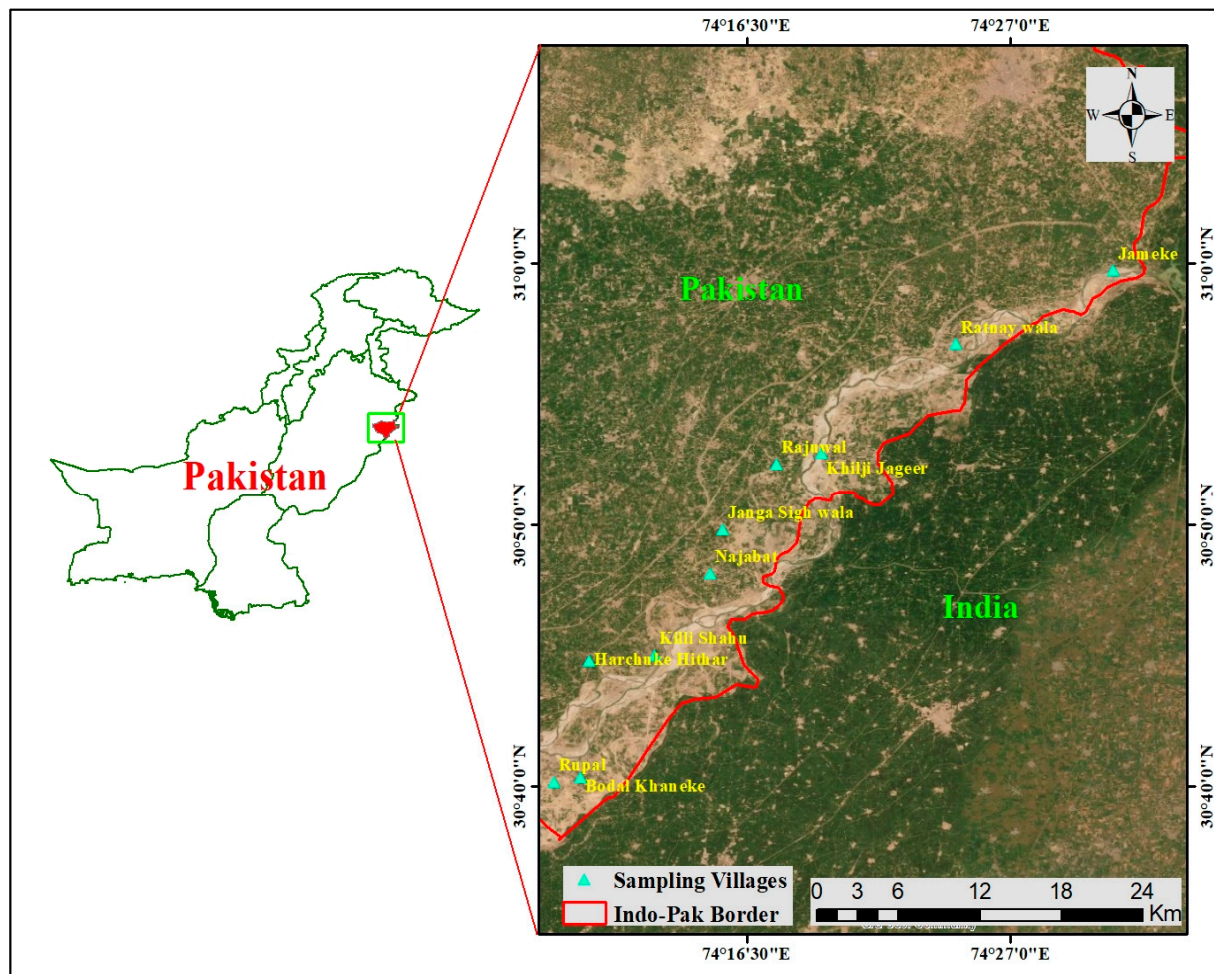 74°16'30"E 74°27'0"E
N
W E
S
31°0'0"N 31°0'0"N
Jameke
Pakistan
Ratnay wala
Rajuwal
Khilji Jageer
Pakistan
Janga Sigh wala
30°50'0"N 30°50'0"N
Najabat
India
Killi Shahu
Harchuke Hithar
Rupal
Bodal Khaneke
30°40'0"N 30°40'0"N
Sampling Villages
Indo-Pak Border
0 3 6 12 18 24
Km
74°16'30"E 74°27'0"E